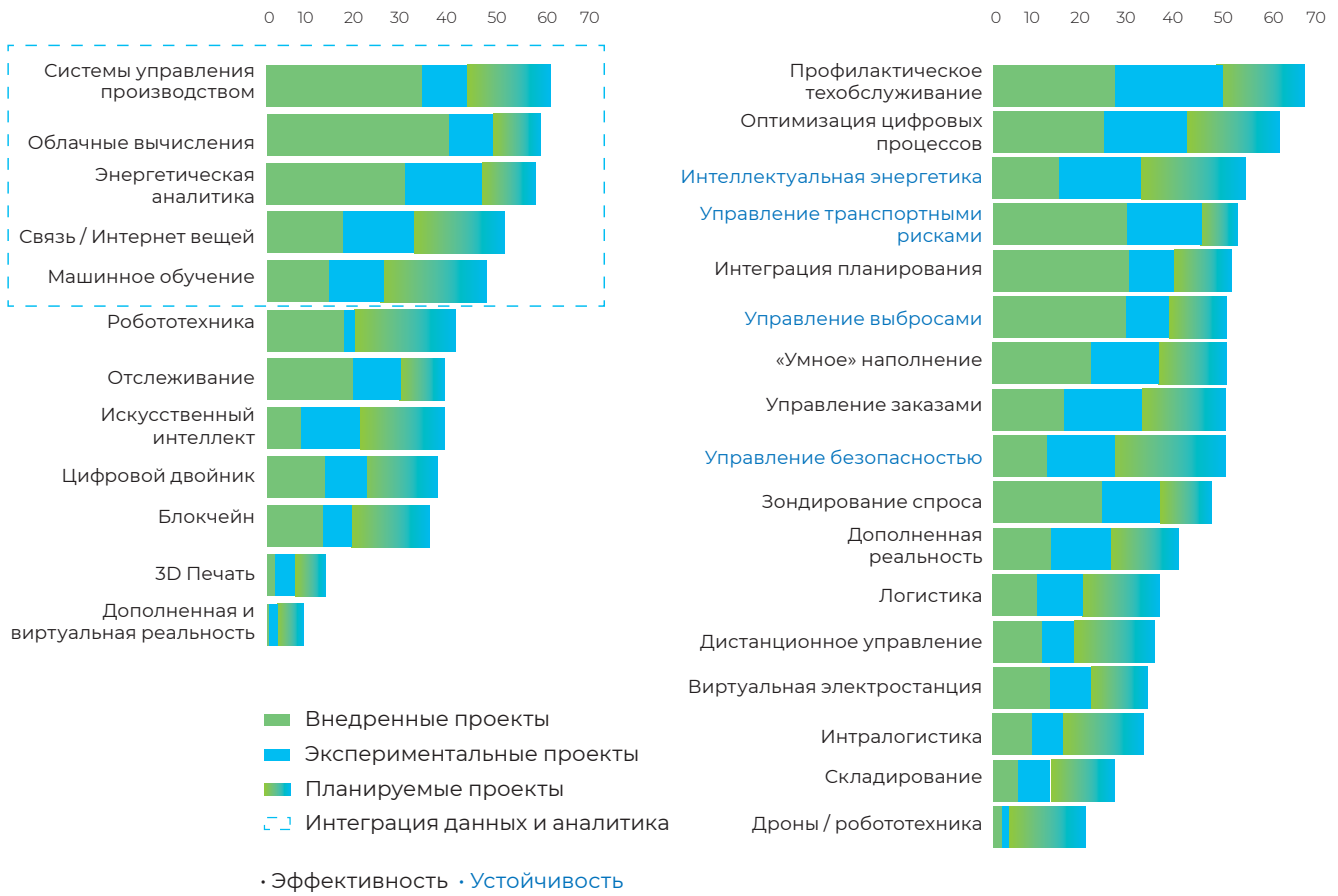 0 10 20 30 40 50 60 70
Системы управления
производством
Облачные вычисления
Энергетическая
аналитика
Связь / Интернет вещей
Машинное обучение
Робототехника
Отслеживание
Искусственный
интеллект
Цифровой двойник
Блокчейн
3D Печать
Дополненная и
виртуальная реальность
Внедренные проекты
Экспериментальные проекты
Планируемые проекты
Интеграция данных и аналитика
· Эффективность · Устойчивость
0 10 20 30 40 50 60 70
Профилактическое
техобслуживание
Оптимизация цифровых
процессов
Интеллектуальная энергетика
Управление транспортными
рисками
Интеграция планирования
Управление выбросами
«Умное» наполнение
Управление заказами
Управление безопасностью
Зондирование спроса
Дополненная
реальность
Логистика
Дистанционное управление
Виртуальная электростанция
Интралогистика
Складирование
Дроны / робототехника